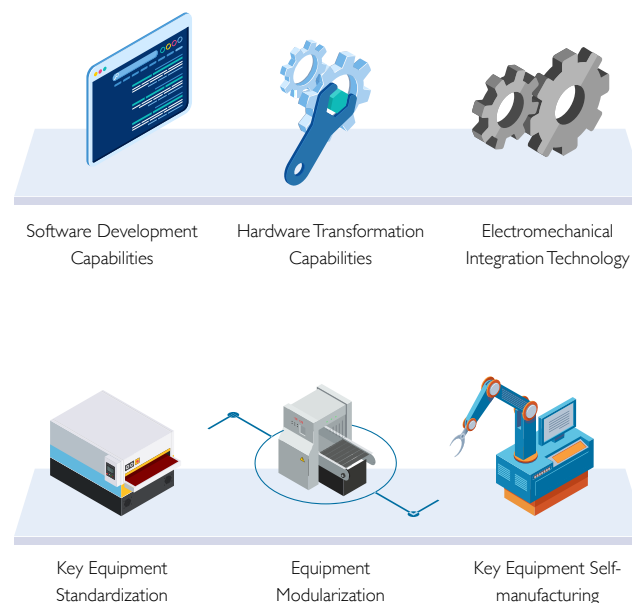 Software Development
Capabilities
Hardware Transformation
Capabilities
Electromechanical
Integration Technology
Key Equipment
Standardization
Equipment
Modularization
Key Equipment Self-
manufacturing